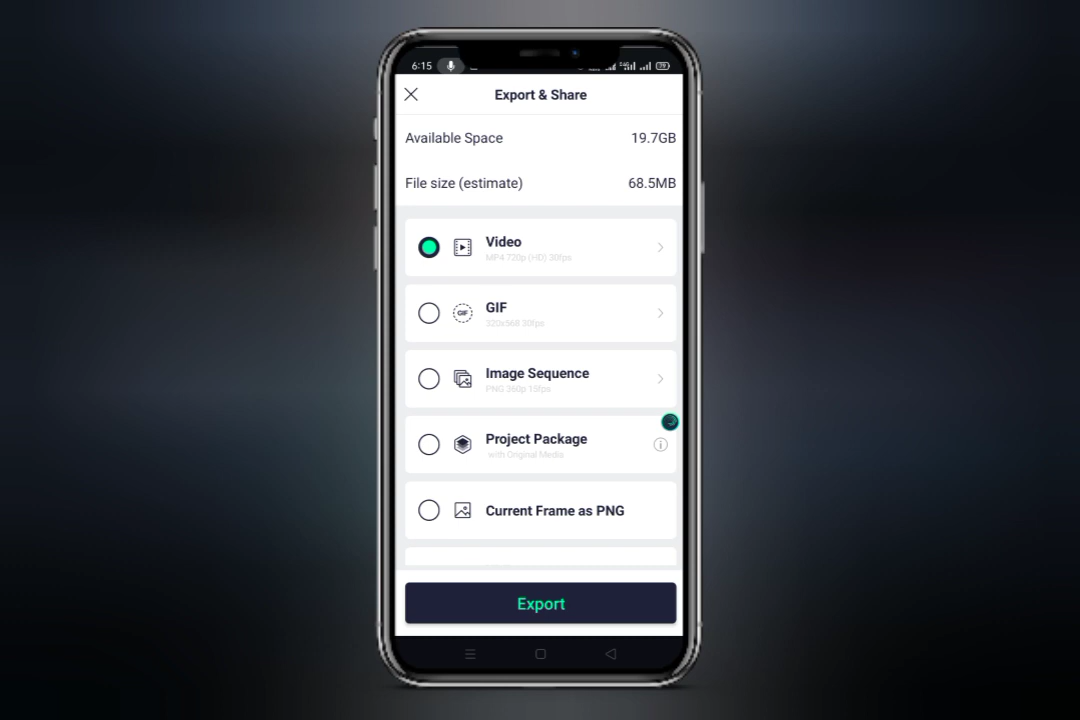 6:15
Export & Share
Available Space 19.7GB
File size (estimate) 68.5MB
Video
MP4 720p (HD) 30fps
GIF
GIF
320x568 30fps
Image Sequence
PNG 360p 15fps
Project Package
with Original Media
Current Frame as PNG
Export